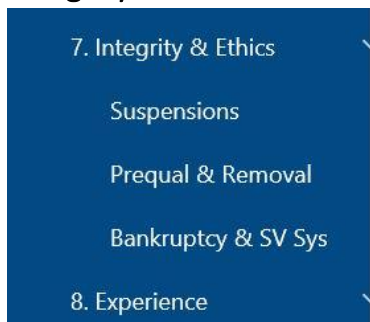 7. Integrity & Ethics
Suspensions
Prequal & Removal
Bankruptcy & SV Sys
8. Experience